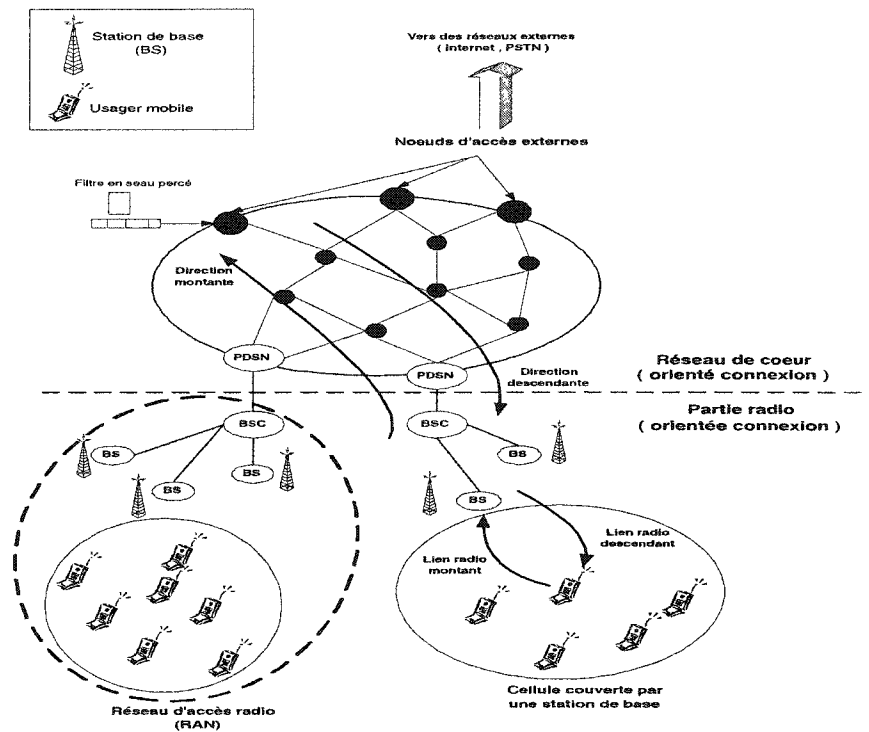 Station de base
(BS)
Usager mobile
Vers des réseaux externes
( Internet , PSTN )
Noeuds d'accès externes
Filtre en seau percé
Direction
montante
PDSN
PDSN
Direction
descendante
Réseau de coeur
( orienté connexion )
Partie radio
( orientée connexion )
BSC
BSC
BS
BS
BS
BS
BS
Lien radio
descendant
Lien radio
montant
Cellule couverte par
une station de base
Réseau d'accès radio
(RAN)